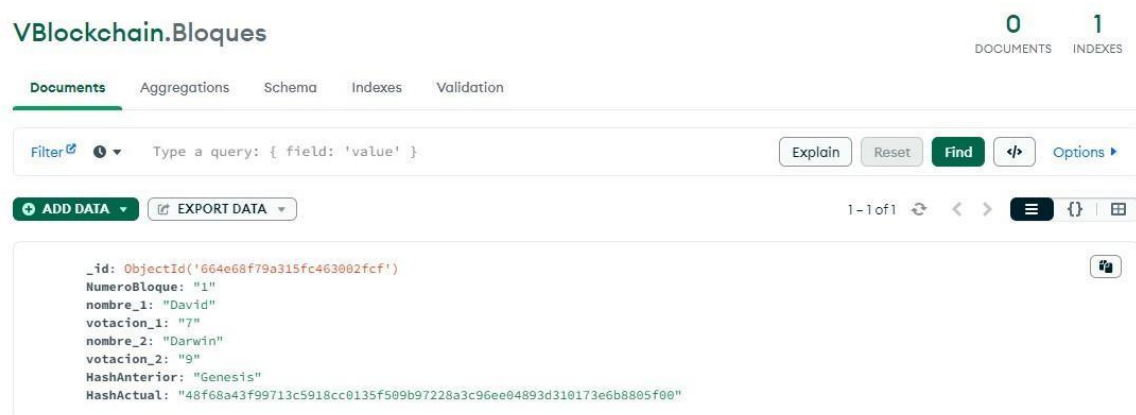 VBlockchain.Bloques
0 1
DOCUMENTS INDEXES
Documents Aggregations Schema Indexes Validation
Filter Type a query: { field: 'value' } Explain Reset Find </> Options
ADD DATA EXPORT DATA 1-1 of 1 {}
_id: ObjectId('664e68f79a315fc463002fcf')
NumeroBloque: "1"
nombre_1: "David"
votacion_1: "7"
nombre_2: "Darwin"
votacion_2: "9"
HashAnterior: "Genesis"
HashActual: "48f68a43f99713c5918cc0135f509b97228a3c96ee04893d310173e6b8805f00"